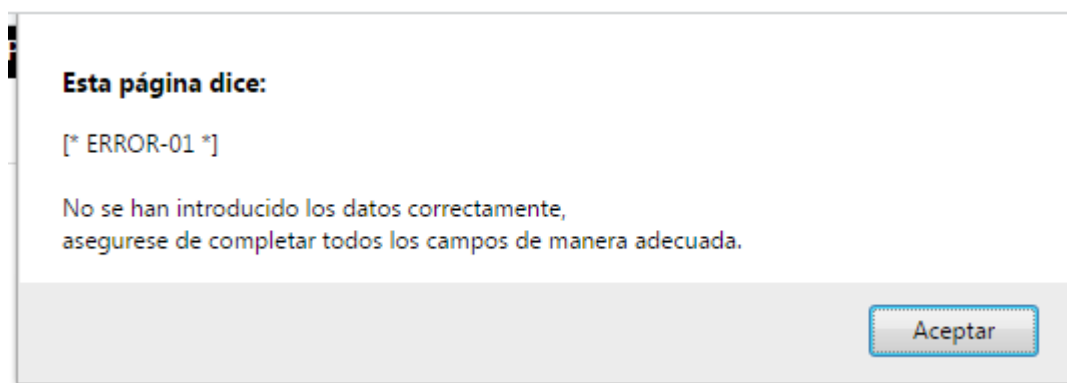 Esta página dice:
[* ERROR-01 *]
No se han introducido los datos correctamente,
asegurese de completar todos los campos de manera adecuada.
Aceptar